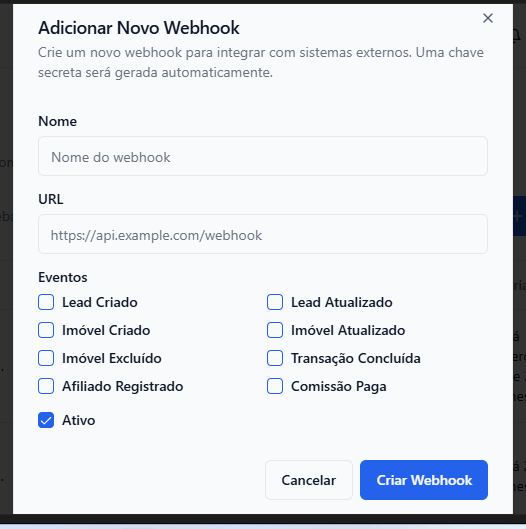 Adicionar Novo Webhook
Crie um novo webhook para integrar com sistemas externos. Uma chave
secreta será gerada automaticamente.
Nome
Nome do webhook
URL
https://api.example.com/webhook
Eventos
Lead Criado
Lead Atualizado
Imóvel Criado
Imóvel Atualizado
Imóvel Excluído
Transação Concluída
Afiliado Registrado
Comissão Paga
Ativo
Cancelar
Criar Webhook